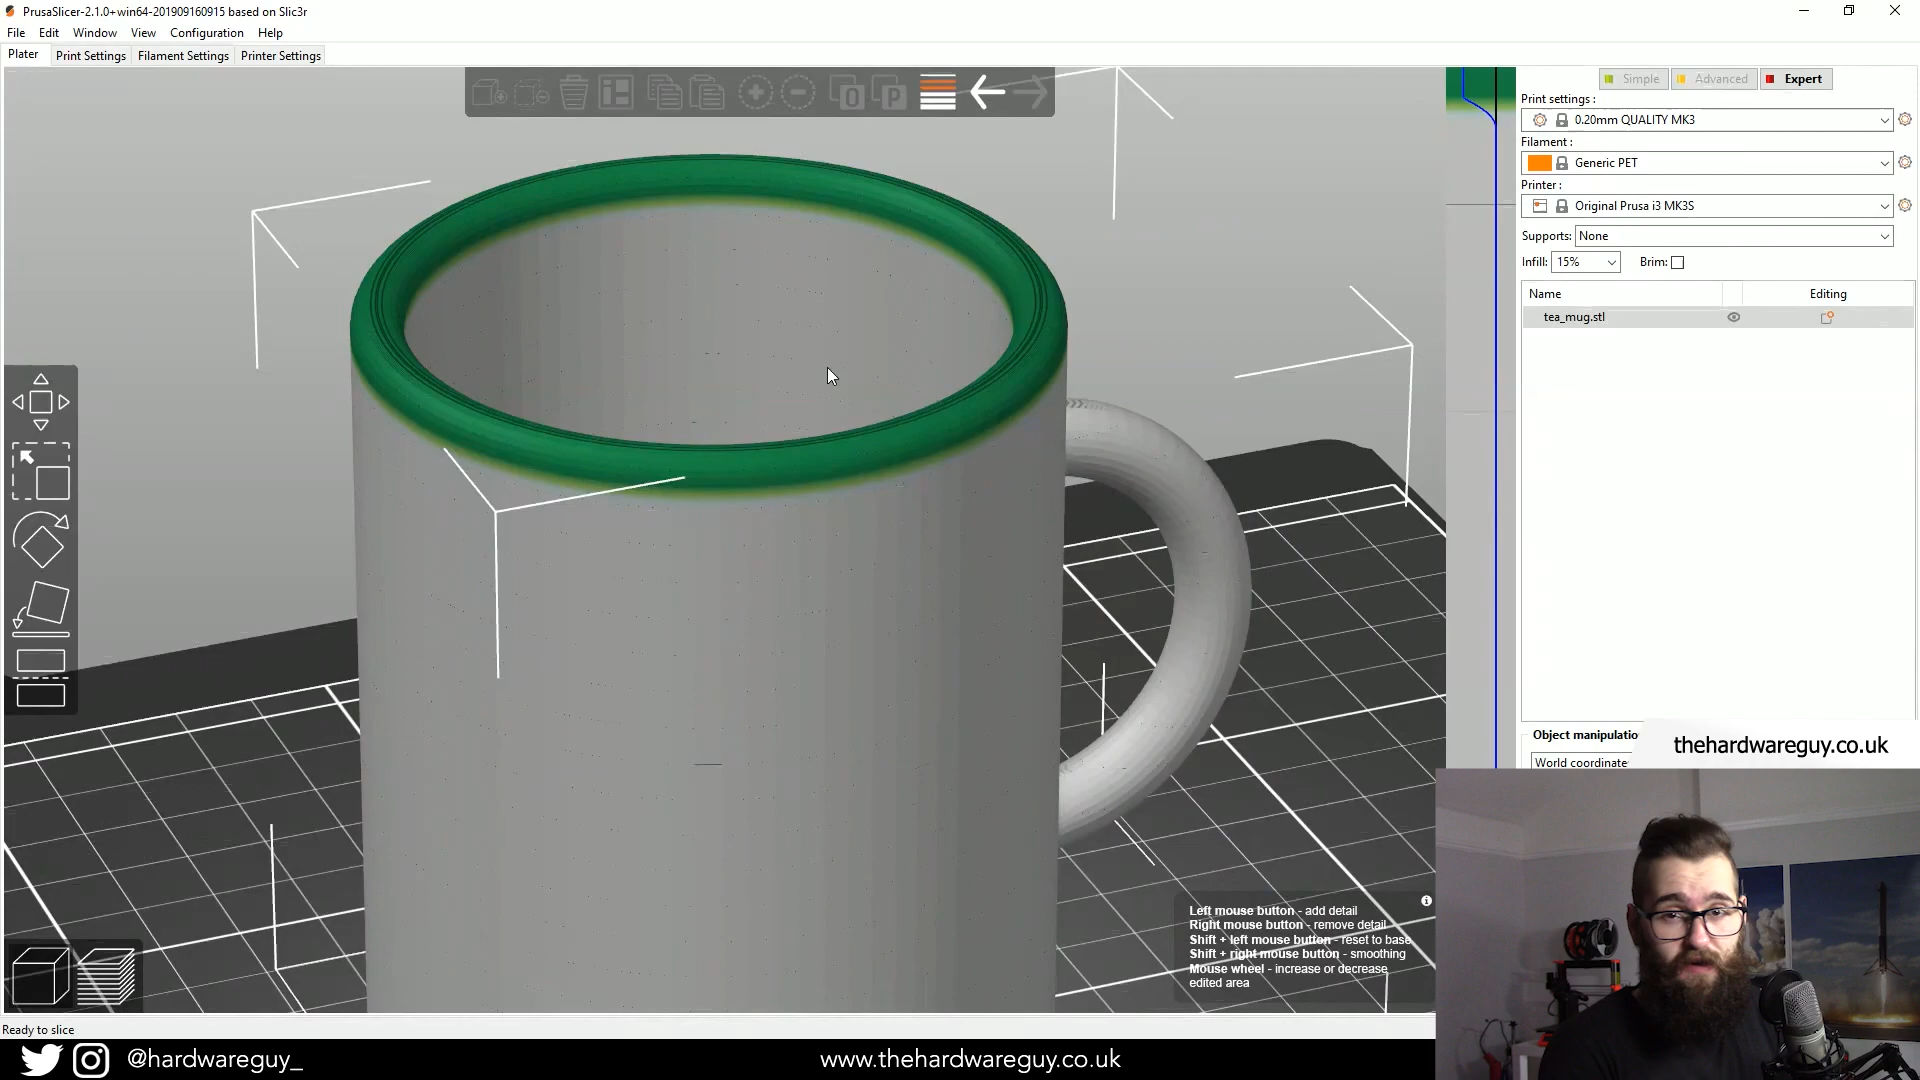 PrusaSlicer-2.1.0+win64-201909160915 based on Slic3r
File Edit Window View Configuration Help
Plater Print Settings Filament Settings Printer Settings
O P
Simple Advanced Expert
Print settings :
0.20mm QUALITY MK3
Filament :
Generic PET
Printer :
Original Prusa i3 MK3S
Supports: None
Infill: 15% Brim:
Name Editing
tea_mug.stl
Object manipulatio
World coordinate
thehardwareguy.co.uk
Left mouse button - add detail
Right mouse button - remove detail
Shift + left mouse button - reset to base
Shift + right mouse button - smoothing
Mouse wheel - increase or decrease
edited area
Ready to slice
@hardwareguy_
www.thehardwareguy.co.uk